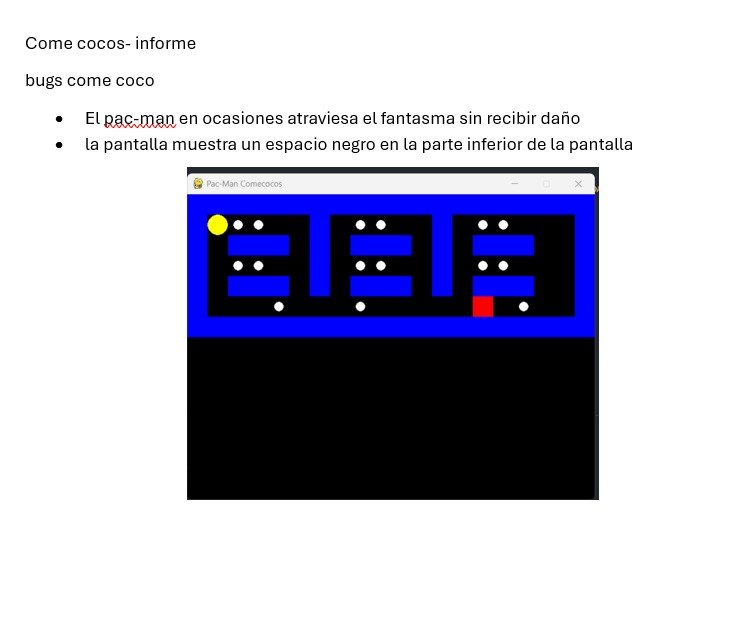 Come cocos- informe
bugs come coco
El pac-man en ocasiones atraviesa el fantasma sin recibir daño
la pantalla muestra un espacio negro en la parte inferior de la pantalla
Pac-Man Comecocos